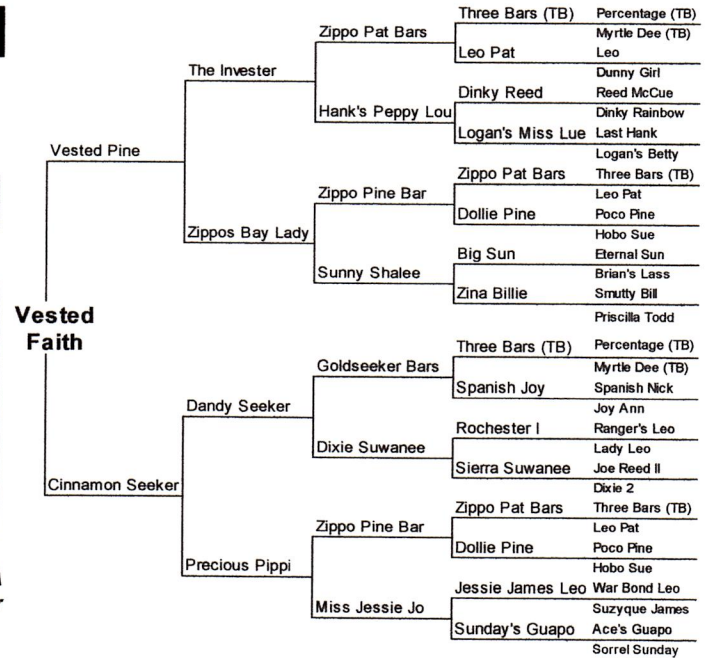 Three Bars (TB)
Percentage (TB)
Zippo Pat Bars
Myrtle Dee (TB)
Leo Pat
Leo
The Invester
Dunny Girl
Dinky Reed
Reed McCue
Hank's Peppy Lou
Dinky Rainbow
Logan's Miss Lue
Last Hank
Vested Pine
Logan's Betty
Zippo Pat Bars
Three Bars (TB)
Zippo Pine Bar
Leo Pat
Dollie Pine
Poco Pine
Zippos Bay Lady
Hobo Sue
Big Sun
Eternal Sun
Sunny Shalee
Brian's Lass
Zina Billie
Smutty Bill
Vested
Faith
Priscilla Todd
Three Bars (TB)
Percentage (TB)
Goldseeker Bars
Myrtle Dee (TB)
Spanish Joy
Spanish Nick
Dandy Seeker
Joy Ann
Rochester I
Ranger's Leo
Dixie Suwanee
Lady Leo
Sierra Suwanee
Joe Reed II
Cinnamon Seeker
Dixie 2
Zippo Pat Bars
Three Bars (TB)
Zippo Pine Bar
Leo Pat
Dollie Pine
Poco Pine
Precious Pippi
Hobo Sue
Jessie James Leo
War Bond Leo
Miss Jessie Jo
Suzyque James
Sunday's Guapo
Ace's Guapo
Sorrel Sunday